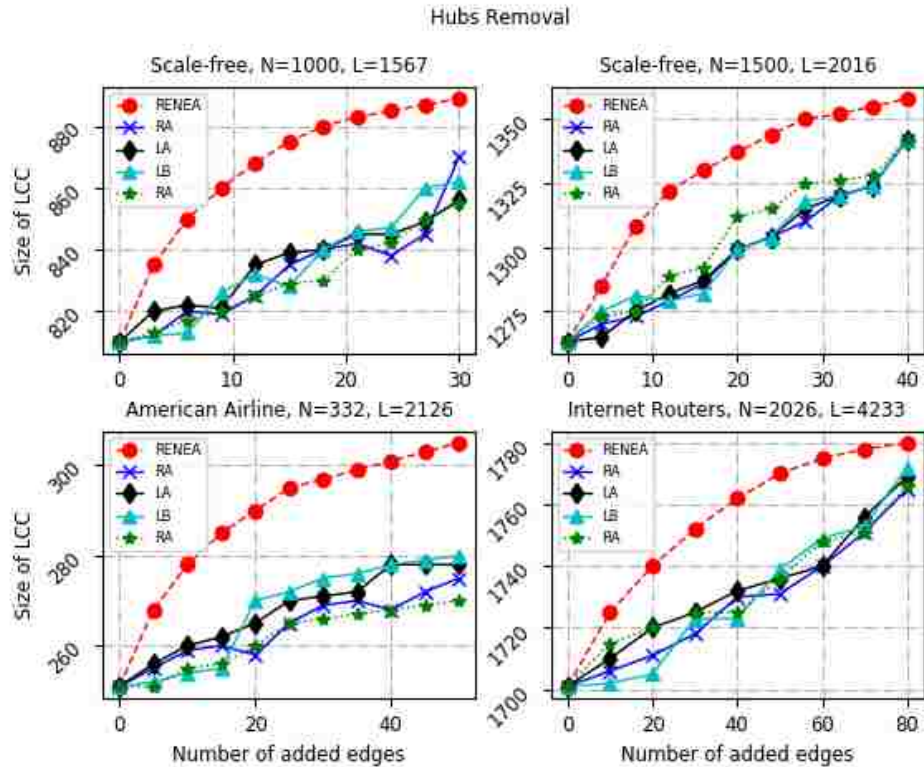 Hubs Removal
Scale-free, N=1000, L=1567
Size of LCC
880
860
840
820
RENEA
RA
LA
LB
RA
0 10 20 30
Scale-free, N=1500, L=2016
1350
1325
1300
1275
RENEA
RA
LA
LB
RA
0 10 20 30 40
American Airline, N=332, L=2126
Size of LCC
300
280
260
RENEA
RA
LA
LB
RA
0 20 40
Number of added edges
Internet Routers, N=2026, L=4233
1780
1760
1740
1720
1700
RENEA
RA
LA
LB
RA
0 20 40 60 80
Number of added edges